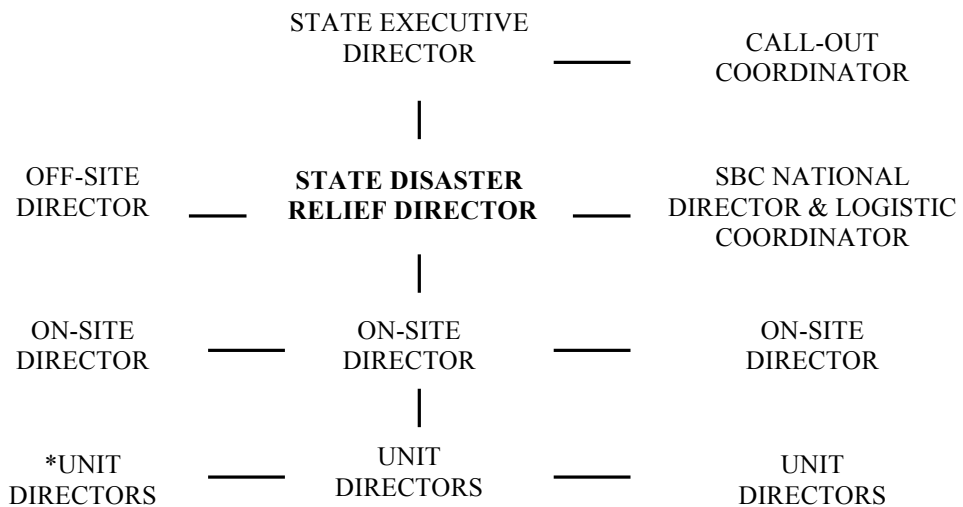 STATE EXECUTIVE
DIRECTOR
CALL-OUT
COORDINATOR
OFF-SITE
DIRECTOR
STATE DISASTER
RELIEF DIRECTOR
SBC NATIONAL
DIRECTOR & LOGISTIC
COORDINATOR
ON-SITE
DIRECTOR
ON-SITE
DIRECTOR
ON-SITE
DIRECTOR
*UNIT
DIRECTORS
UNIT
DIRECTORS
UNIT
DIRECTORS